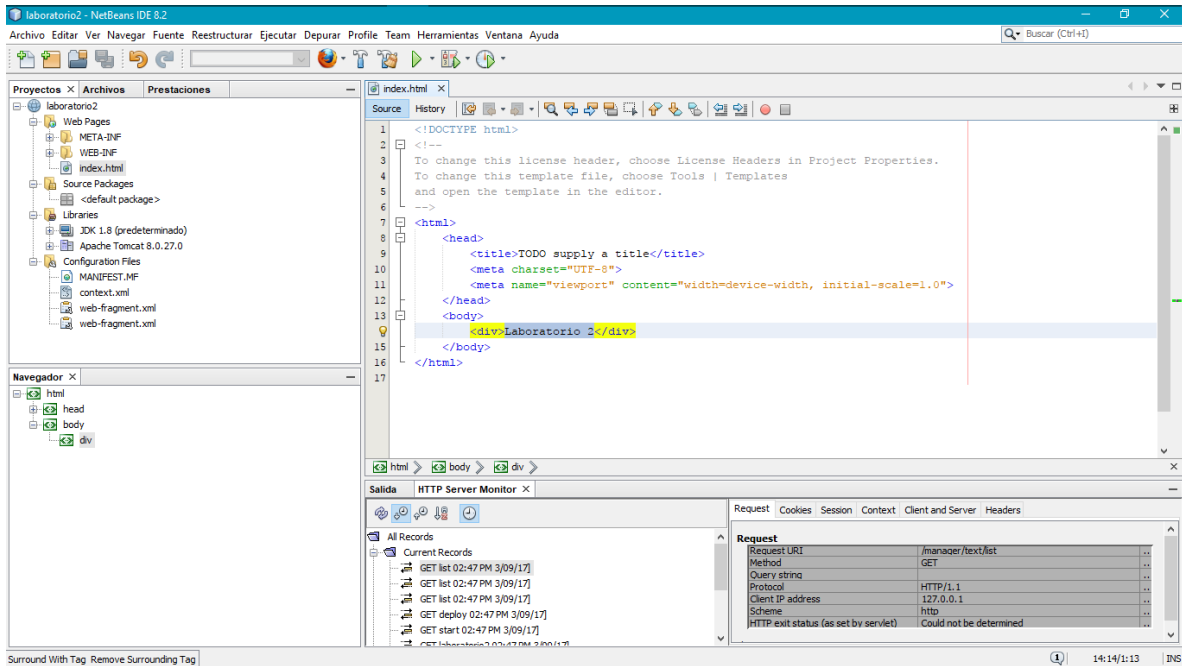 laboratorio2 - NetBeans IDE 8.2
Archivo Editar Ver Navegar Fuente Reestructurar Ejecutar Depurar Profile Team Herramientas Ventana Ayuda
Buscar (Ctrl+I)
Proyectos Archivos Prestaciones
laboratorio2
Web Pages
META-INF
WEB-INF
index.html
Source Packages
<default package>
Libraries
JDK 1.8 (predeterminado)
Apache Tomcat 8.0.27.0
Configuration Files
MANIFEST.MF
context.xml
web-fragment.xml
web-fragment.xml
Navegador
html
head
body
div
index.html
Source History
1 <!DOCTYPE html>
2 <!--
3 To change this license header, choose License Headers in Project Properties.
4 To change this template file, choose Tools | Templates
5 and open the template in the editor.
6 -->
7 <html>
8 <head>
9 <title>TODO supply a title</title>
10 <meta charset="UTF-8">
11 <meta name="viewport" content="width=device-width, initial-scale=1.0">
12 </head>
13 <body>
<div>Laboratorio 2</div>
15 </body>
16 </html>
17
html body div
Salida HTTP Server Monitor
All Records
Current Records
GET list 02:47 PM 3/09/17]
GET list 02:47 PM 3/09/17]
GET list 02:47 PM 3/09/17]
GET deploy 02:47 PM 3/09/17]
GET start 02:47 PM 3/09/17]
GET laboratorio2 02:47 PM 3/09/17]
Request Cookies Session Context Client and Server Headers
Request
Request URI /manager/text/list ..
Method GET ..
Query string ..
Protocol HTTP/1.1 ..
Client IP address 127.0.0.1 ..
Scheme http ..
HTTP exit status (as set by servlet) Could not be determined ..
Surround With Tag Remove Surrounding Tag
1 14:14/1:13 INS